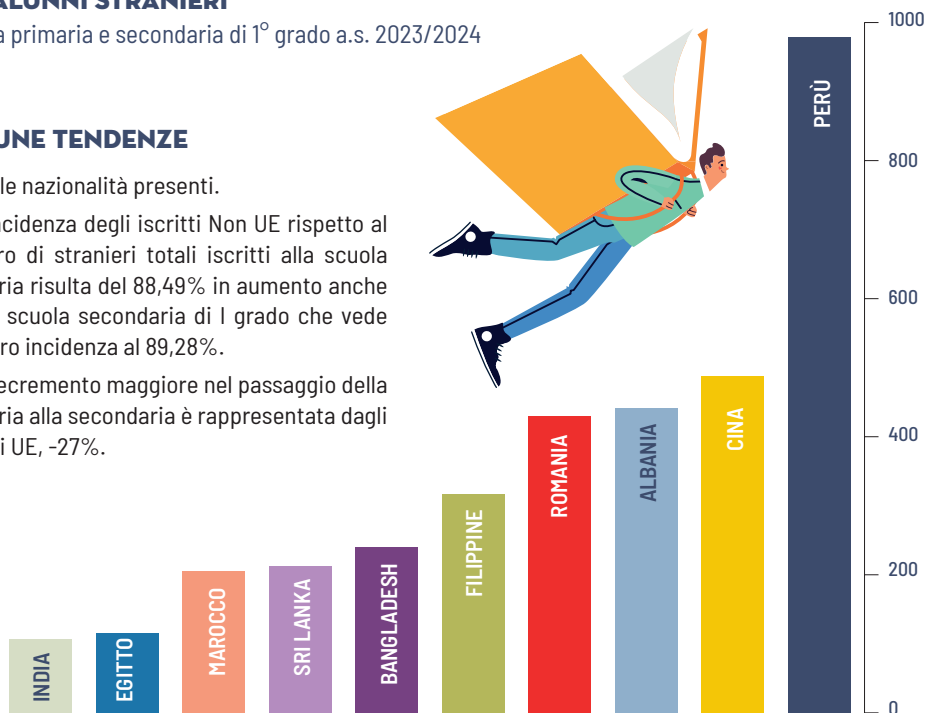 ALUNNI STRANIERI
a primaria e secondaria di 1° grado a.s. 2023/2024
UNE TENDENZE
le nazionalità presenti.
ncidenza degli iscritti Non UE rispetto al
ro di stranieri totali iscritti alla scuola
ria risulta del 88,49% in aumento anche
scuola secondaria di I grado che vede
ro incidenza al 89,28%.
ecremento maggiore nel passaggio della
ria alla secondaria è rappresentata dagli
i UE, -27%.
INDIA
EGITTO
MAROCCO
SRI LANKA
BANGLADESH
FILIPPINE
ROMANIA
ALBANIA
CINA
PERÙ
1000
800
600
400
200
0